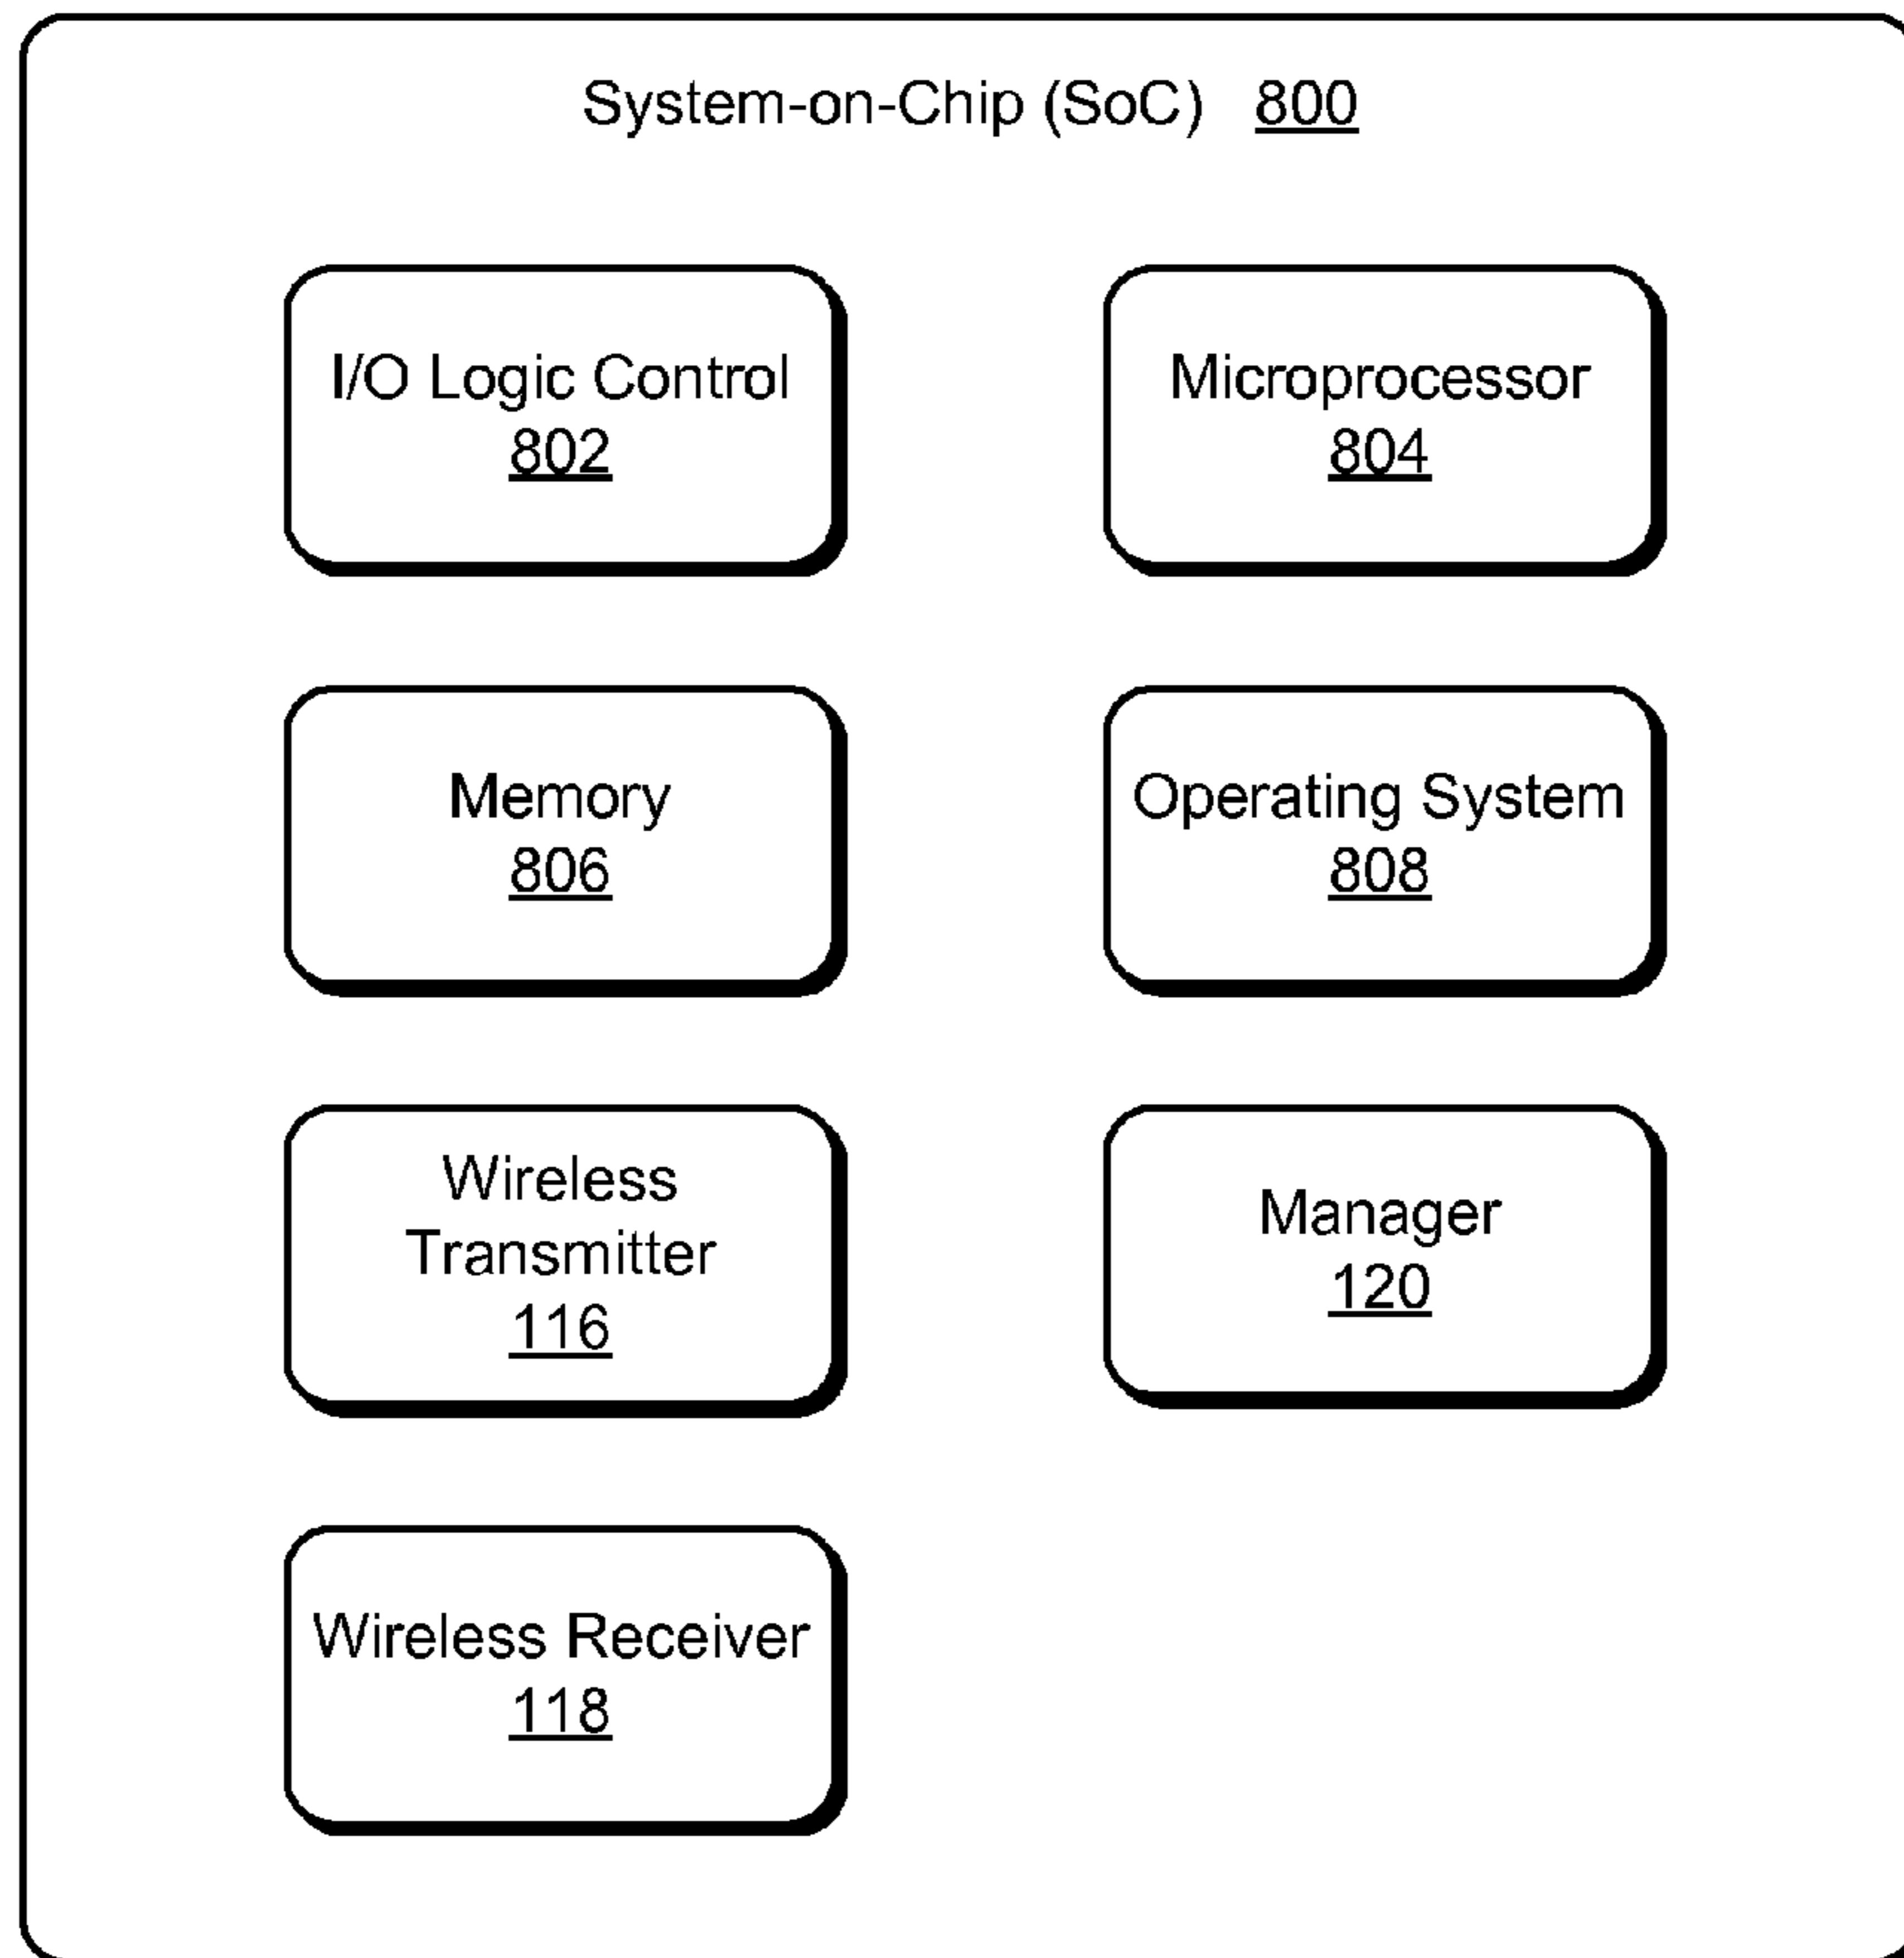 System-on-Chip (SoC) 800
I/O Logic Control
802
Microprocessor
804
Memory
806
Operating System
808
Wireless
Transmitter
116
Manager
120
Wireless Receiver
118